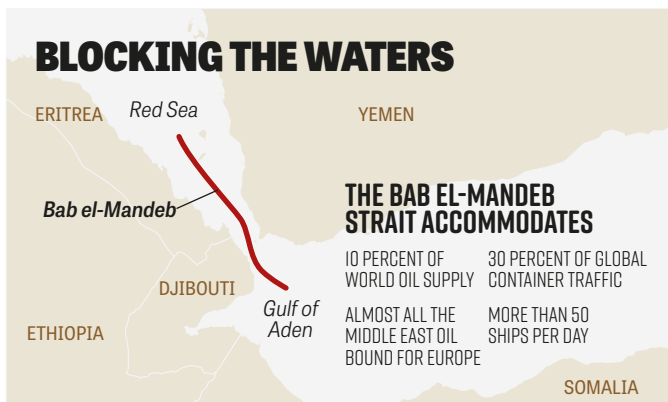 BLOCKING THE WATERS
ERITREA
Red Sea
YEMEN
Bab el-Mandeb
DJIBOUTI
Gulf of
Aden
ETHIOPIA
SOMALIA
THE BAB EL-MANDEB
STRAIT ACCOMMODATES
10 PERCENT OF
WORLD OIL SUPPLY
30 PERCENT OF GLOBAL
CONTAINER TRAFFIC
ALMOST ALL THE
MIDDLE EAST OIL
BOUND FOR EUROPE
MORE THAN 50
SHIPS PER DAY